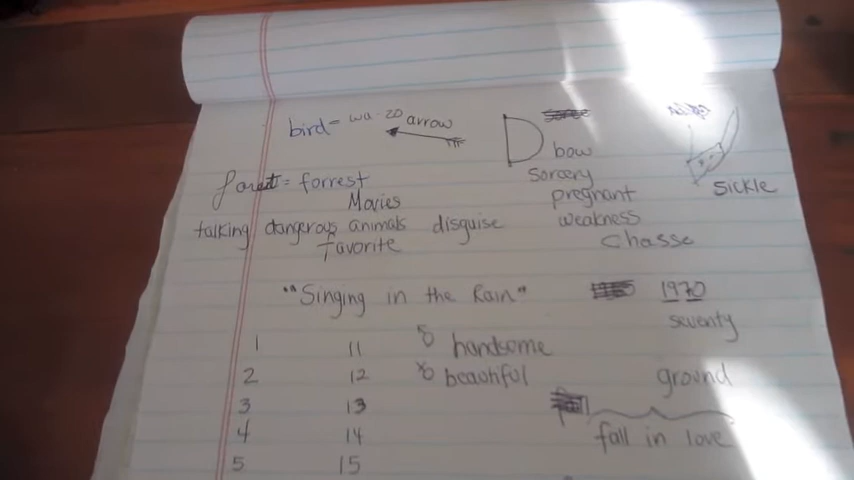 bird = wa-zo arrow
bow
sickle
forest = forrest
sorcery
Movies
pregnant
talking dangerous animals disguise
weakness
favorite
chasse
"Singing in the Rain"
1970
seventy
1 11 ♂ handsome
2 12 beautiful ground
3 13
4 14 fall in love
5 15